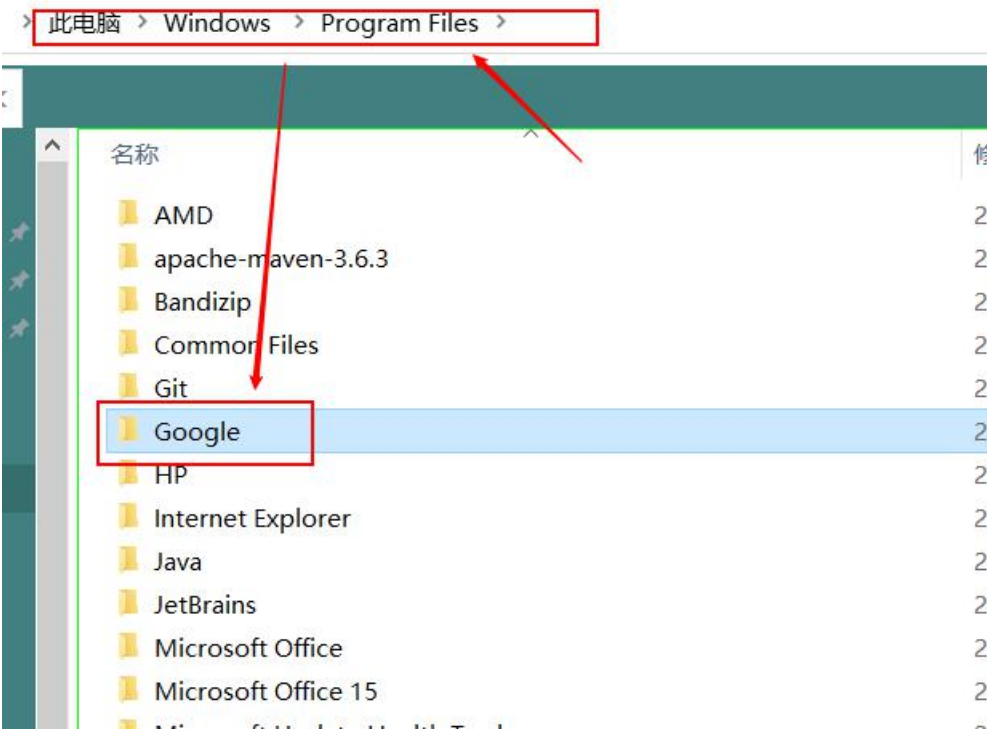 此电脑 > Windows > Program Files >
名称
AMD
apache-maven-3.6.3
Bandizip
Common Files
Git
Google
HP
Internet Explorer
Java
JetBrains
Microsoft Office
Microsoft Office 15